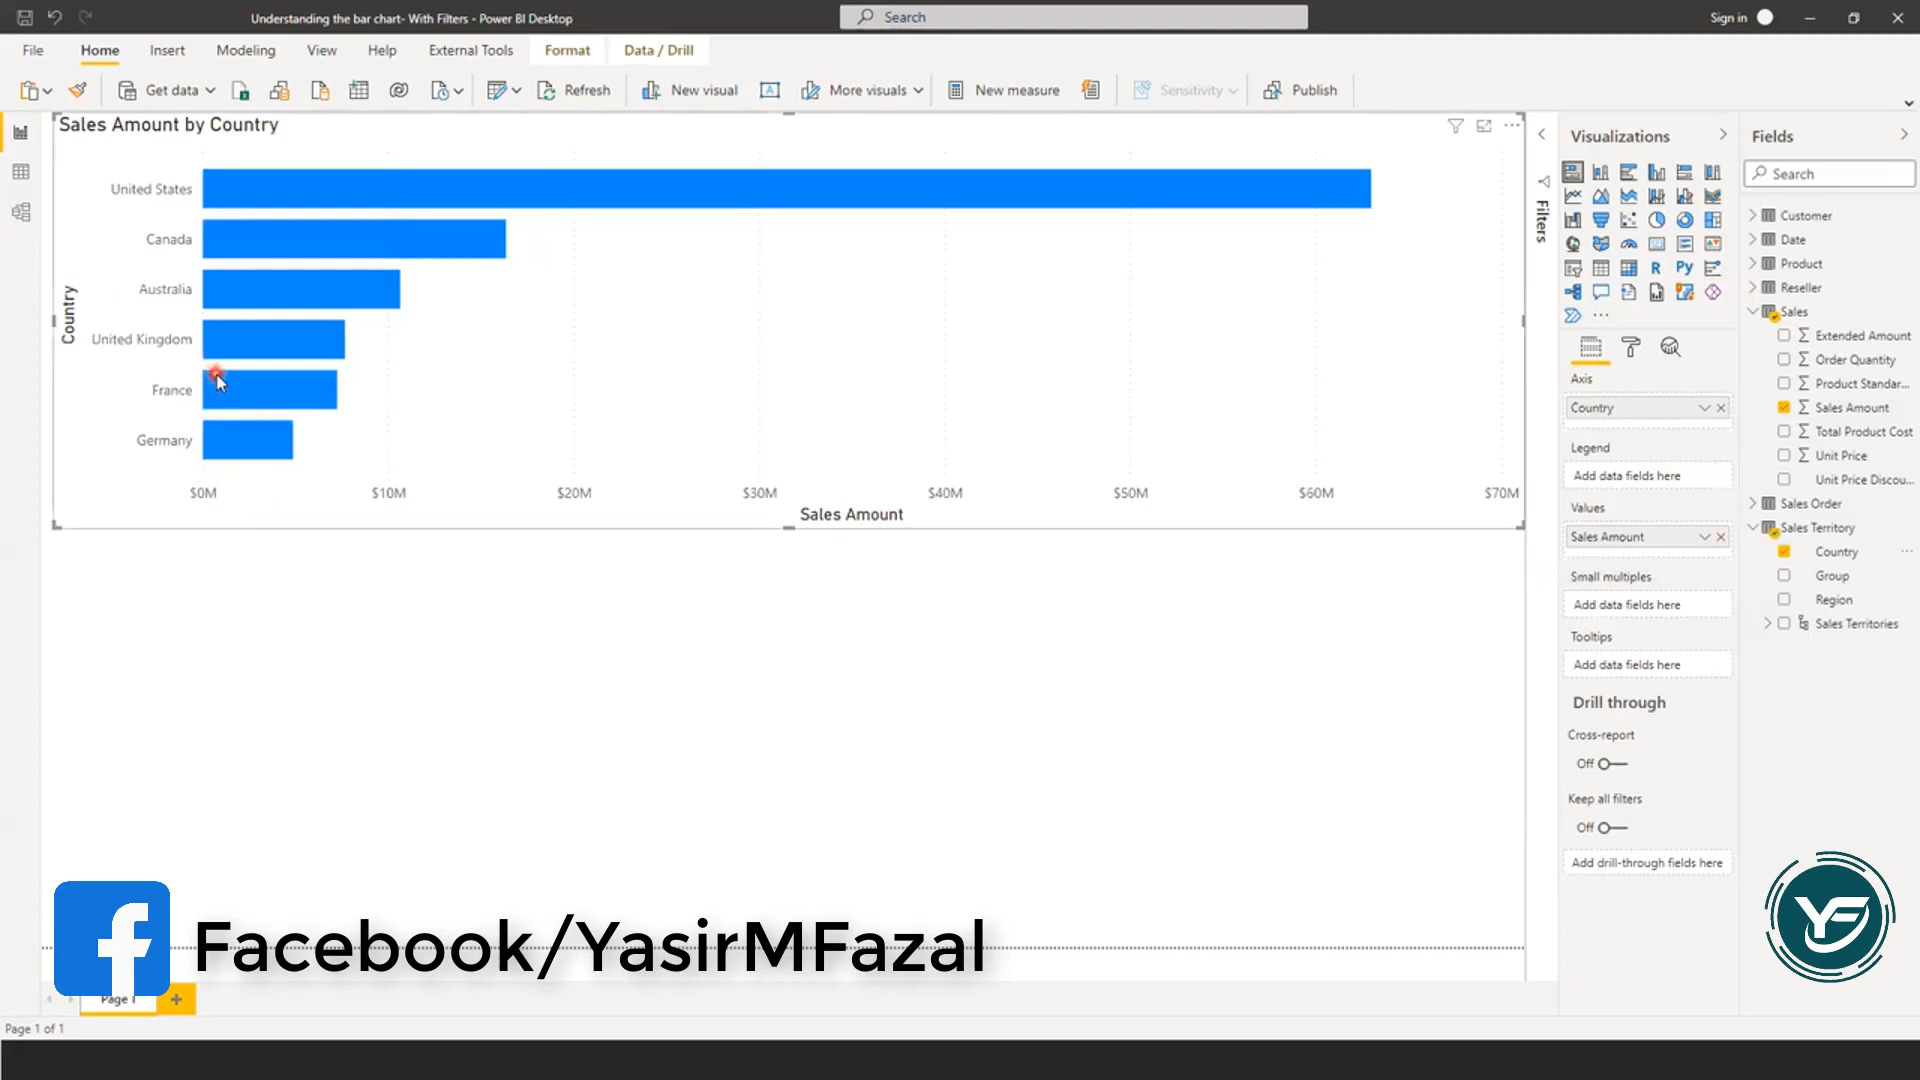 Understanding the bar chart- With Filters - Power BI Desktop
Search
Sign in
File
Home
Insert
Modeling
View
Help
External Tools
Format
Data / Drill
Get data
Refresh
New visual
More visuals
New measure
Sensitivity
Publish
Sales Amount by Country
United States
Canada
Australia
United Kingdom
France
Germany
Country
$0M
$10M
$20M
$30M
$40M
$50M
$60M
$70M
Sales Amount
Filters
Visualizations
R
Py
Axis
Country
Legend
Add data fields here
Values
Sales Amount
Small multiples
Add data fields here
Tooltips
Add data fields here
Drill through
Cross-report
Off
Keep all filters
Off
Add drill-through fields here
Fields
Search
Customer
Date
Product
Reseller
Sales
Extended Amount
Order Quantity
Product Standar...
Sales Amount
Total Product Cost
Unit Price
Unit Price Discou...
Sales Order
Sales Territory
Country
Group
Region
Sales Territories
Facebook/YasirMFazal
YF
Page 1
Page 1 of 1